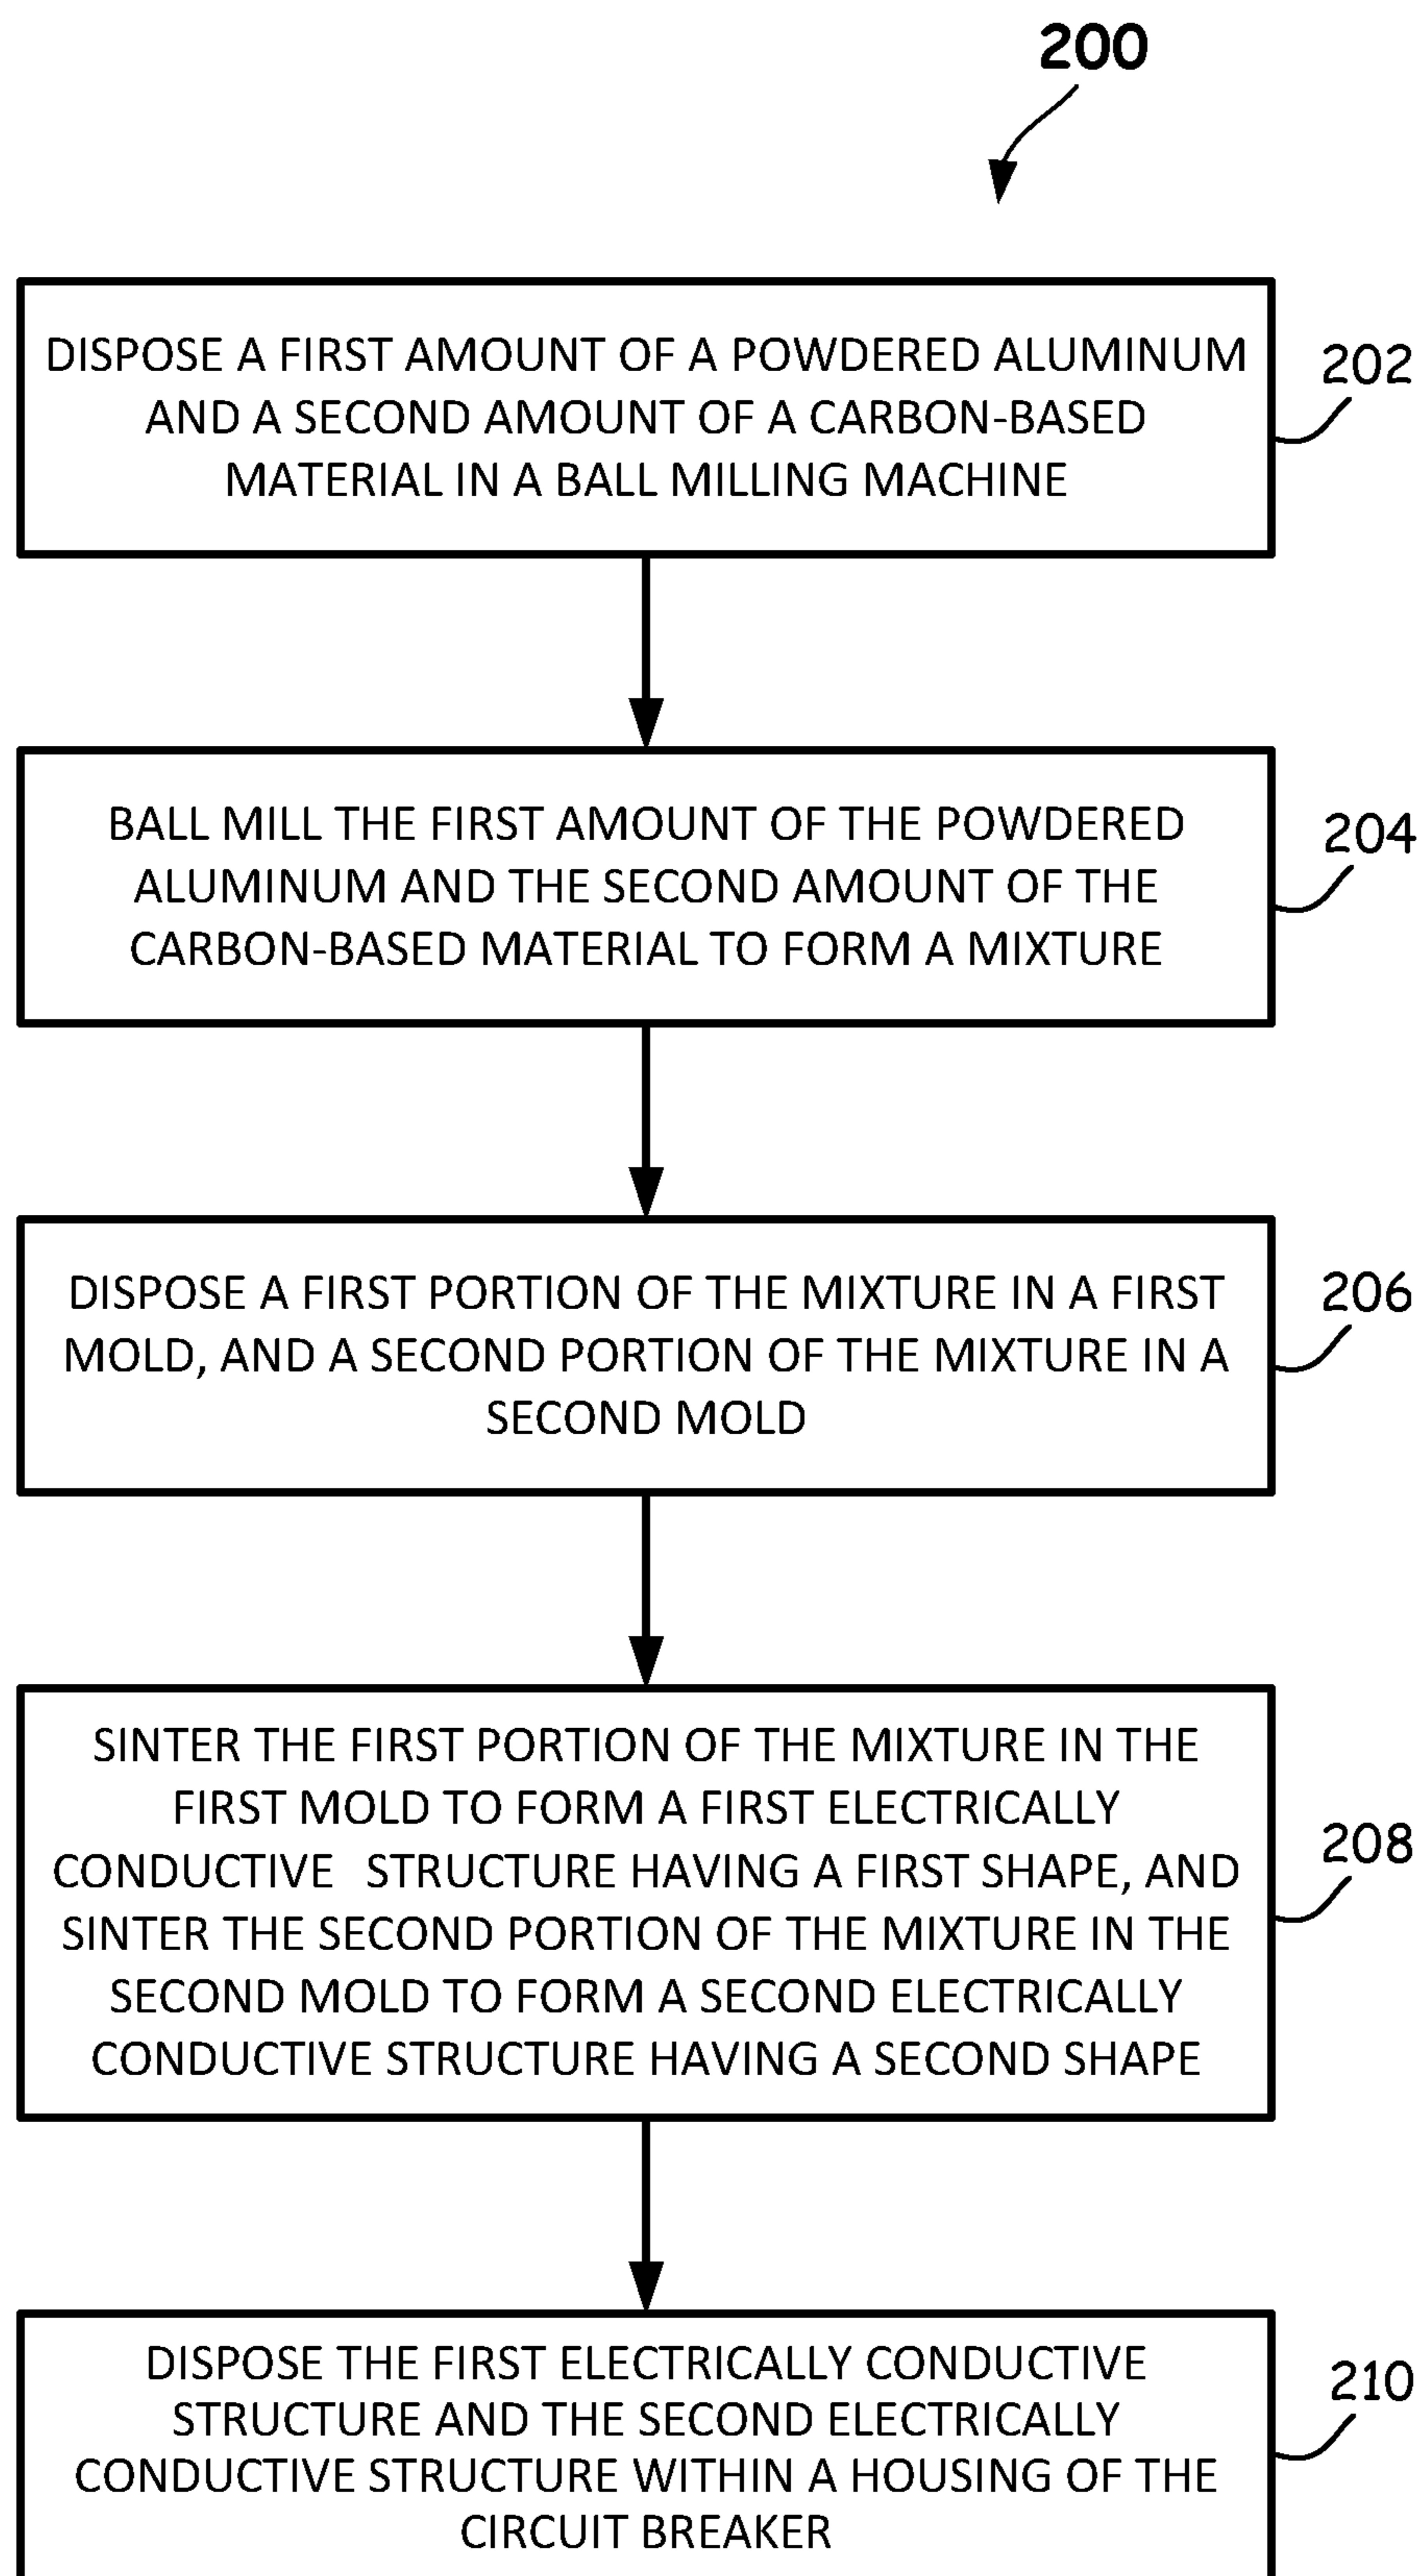 200
DISPOSE A FIRST AMOUNT OF A POWDERED ALUMINUM
AND A SECOND AMOUNT OF A CARBON-BASED
MATERIAL IN A BALL MILLING MACHINE
202
BALL MILL THE FIRST AMOUNT OF THE POWDERED
ALUMINUM AND THE SECOND AMOUNT OF THE
CARBON-BASED MATERIAL TO FORM A MIXTURE
204
DISPOSE A FIRST PORTION OF THE MIXTURE IN A FIRST
MOLD, AND A SECOND PORTION OF THE MIXTURE IN A
SECOND MOLD
206
SINTER THE FIRST PORTION OF THE MIXTURE IN THE
FIRST MOLD TO FORM A FIRST ELECTRICALLY
CONDUCTIVE STRUCTURE HAVING A FIRST SHAPE, AND
SINTER THE SECOND PORTION OF THE MIXTURE IN THE
SECOND MOLD TO FORM A SECOND ELECTRICALLY
CONDUCTIVE STRUCTURE HAVING A SECOND SHAPE
208
DISPOSE THE FIRST ELECTRICALLY CONDUCTIVE
STRUCTURE AND THE SECOND ELECTRICALLY
CONDUCTIVE STRUCTURE WITHIN A HOUSING OF THE
CIRCUIT BREAKER
210